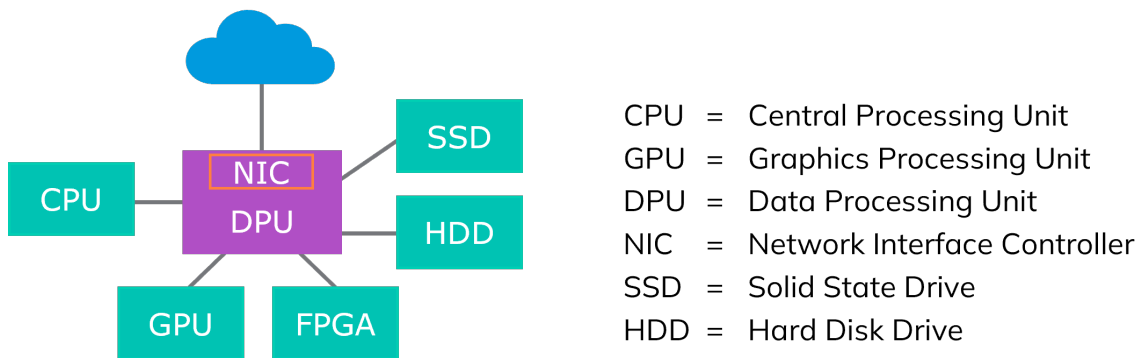 NIC
DPU
CPU
SSD
HDD
GPU
FPGA
CPU = Central Processing Unit
GPU = Graphics Processing Unit
DPU = Data Processing Unit
NIC = Network Interface Controller
SSD = Solid State Drive
HDD = Hard Disk Drive